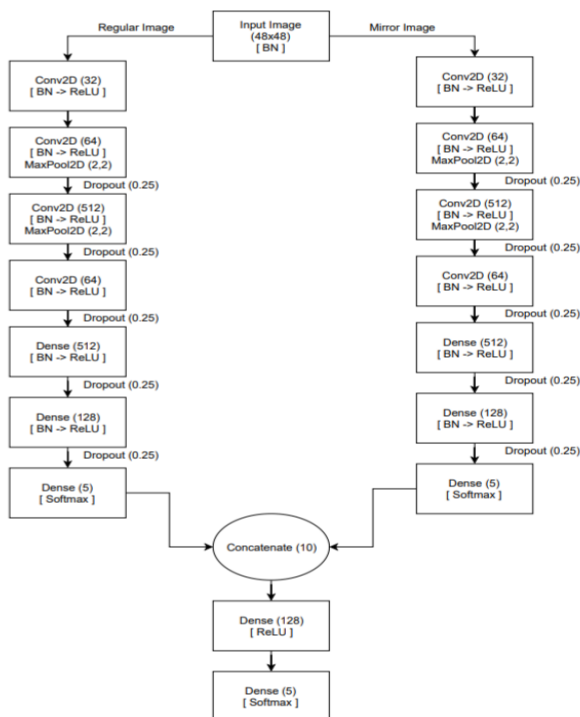 Regular Image
Input Image
(48x48)
[ BN ]
Mirror Image
Conv2D (32)
[ BN -> ReLU ]
Conv2D (64)
[ BN -> ReLU ]
MaxPool2D (2,2)
Dropout (0.25)
Conv2D (512)
[ BN -> ReLU ]
MaxPool2D (2,2)
Dropout (0.25)
Conv2D (64)
[ BN -> ReLU ]
Dropout (0.25)
Dense (512)
[ BN -> ReLU ]
Dropout (0.25)
Dense (128)
[ BN -> ReLU ]
Dropout (0.25)
Dense (5)
[ Softmax ]
Conv2D (32)
[ BN -> ReLU ]
Conv2D (64)
[ BN -> ReLU ]
MaxPool2D (2,2)
Dropout (0.25)
Conv2D (512)
[ BN -> ReLU ]
MaxPool2D (2,2)
Dropout (0.25)
Conv2D (64)
[ BN -> ReLU ]
Dropout (0.25)
Dense (512)
[ BN -> ReLU ]
Dropout (0.25)
Dense (128)
[ BN -> ReLU ]
Dropout (0.25)
Dense (5)
[ Softmax ]
Concatenate (10)
Dense (128)
[ ReLU ]
Dense (5)
[ Softmax ]